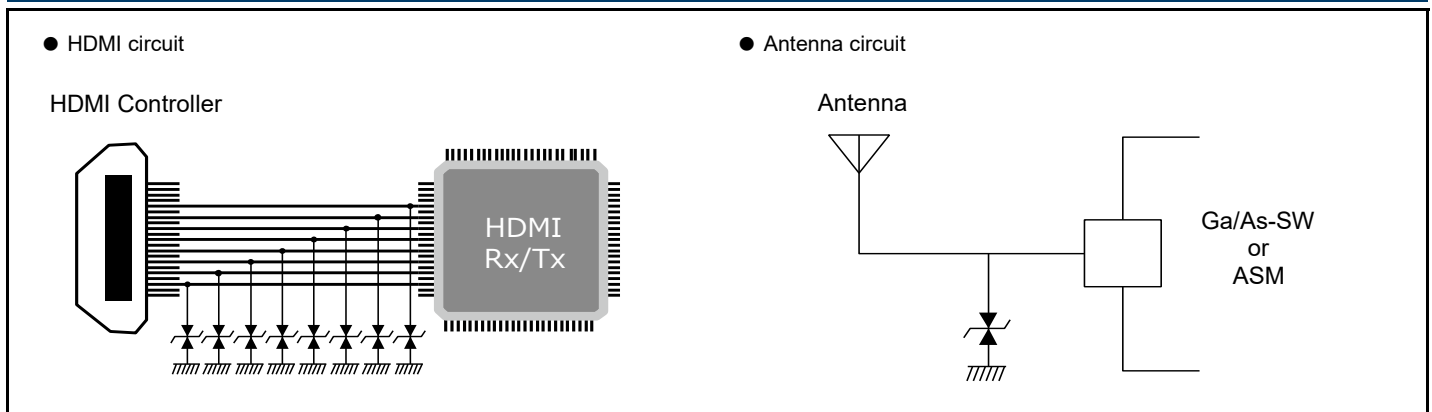 ● HDMI circuit
HDMI Controller
HDMI
Rx/Tx
● Antenna circuit
Antenna
Ga/As-SW
or
ASM